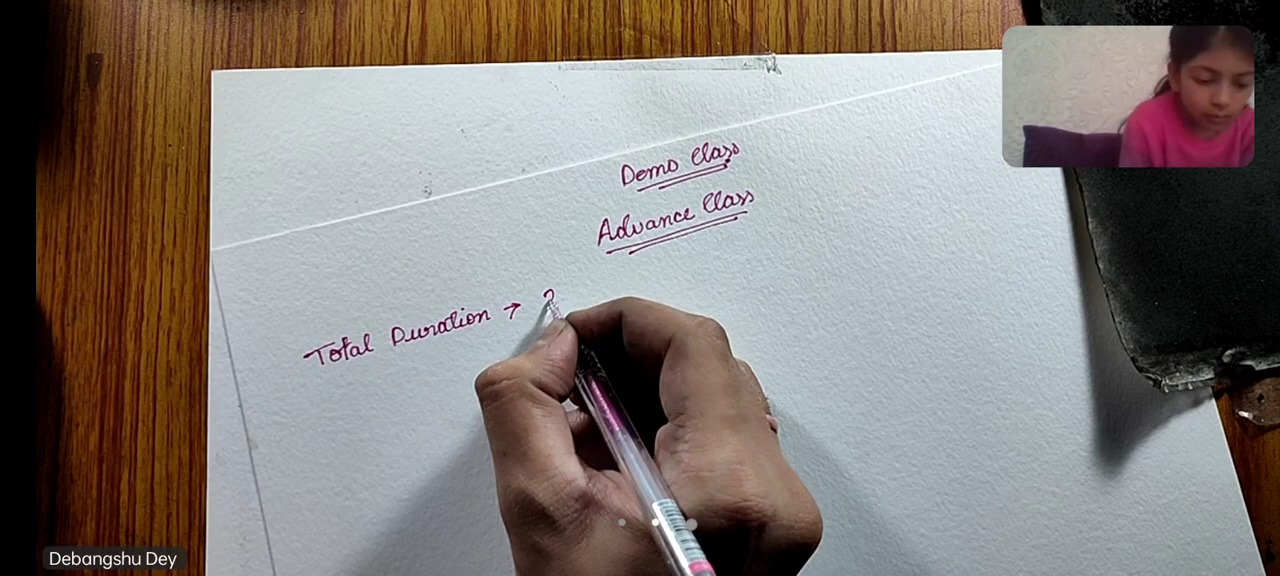 Demo Class
Advance Class
Total Duration →
Debangshu Dey